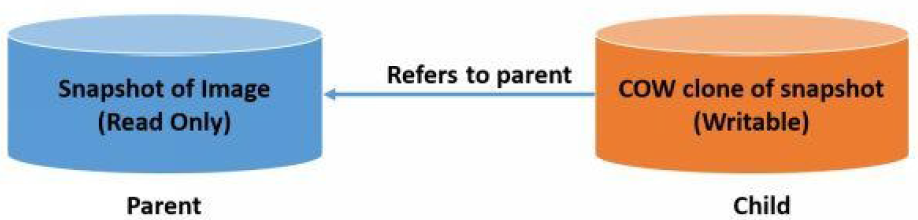 Snapshot of Image
(Read Only)
Refers to parent
COW clone of snapshot
(Writable)
Parent
Child